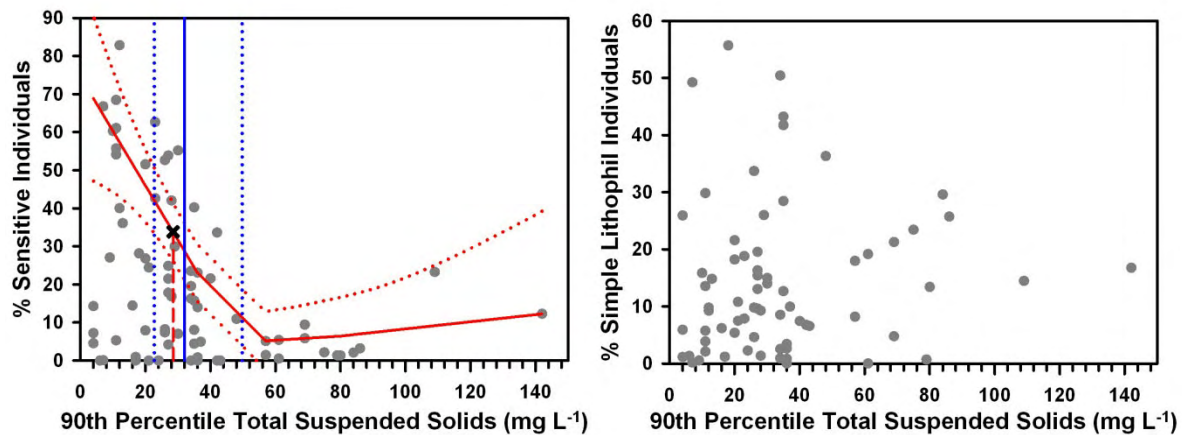 % Sensitive Individuals
90
80
70
60
50
40
30
20
10
0
0 20 40 60 80 100 120 140
90th Percentile Total Suspended Solids (mg L-1)
% Simple Lithophil Individuals
60
50
40
30
20
10
0
0 20 40 60 80 100 120 140
90th Percentile Total Suspended Solids (mg L-1)